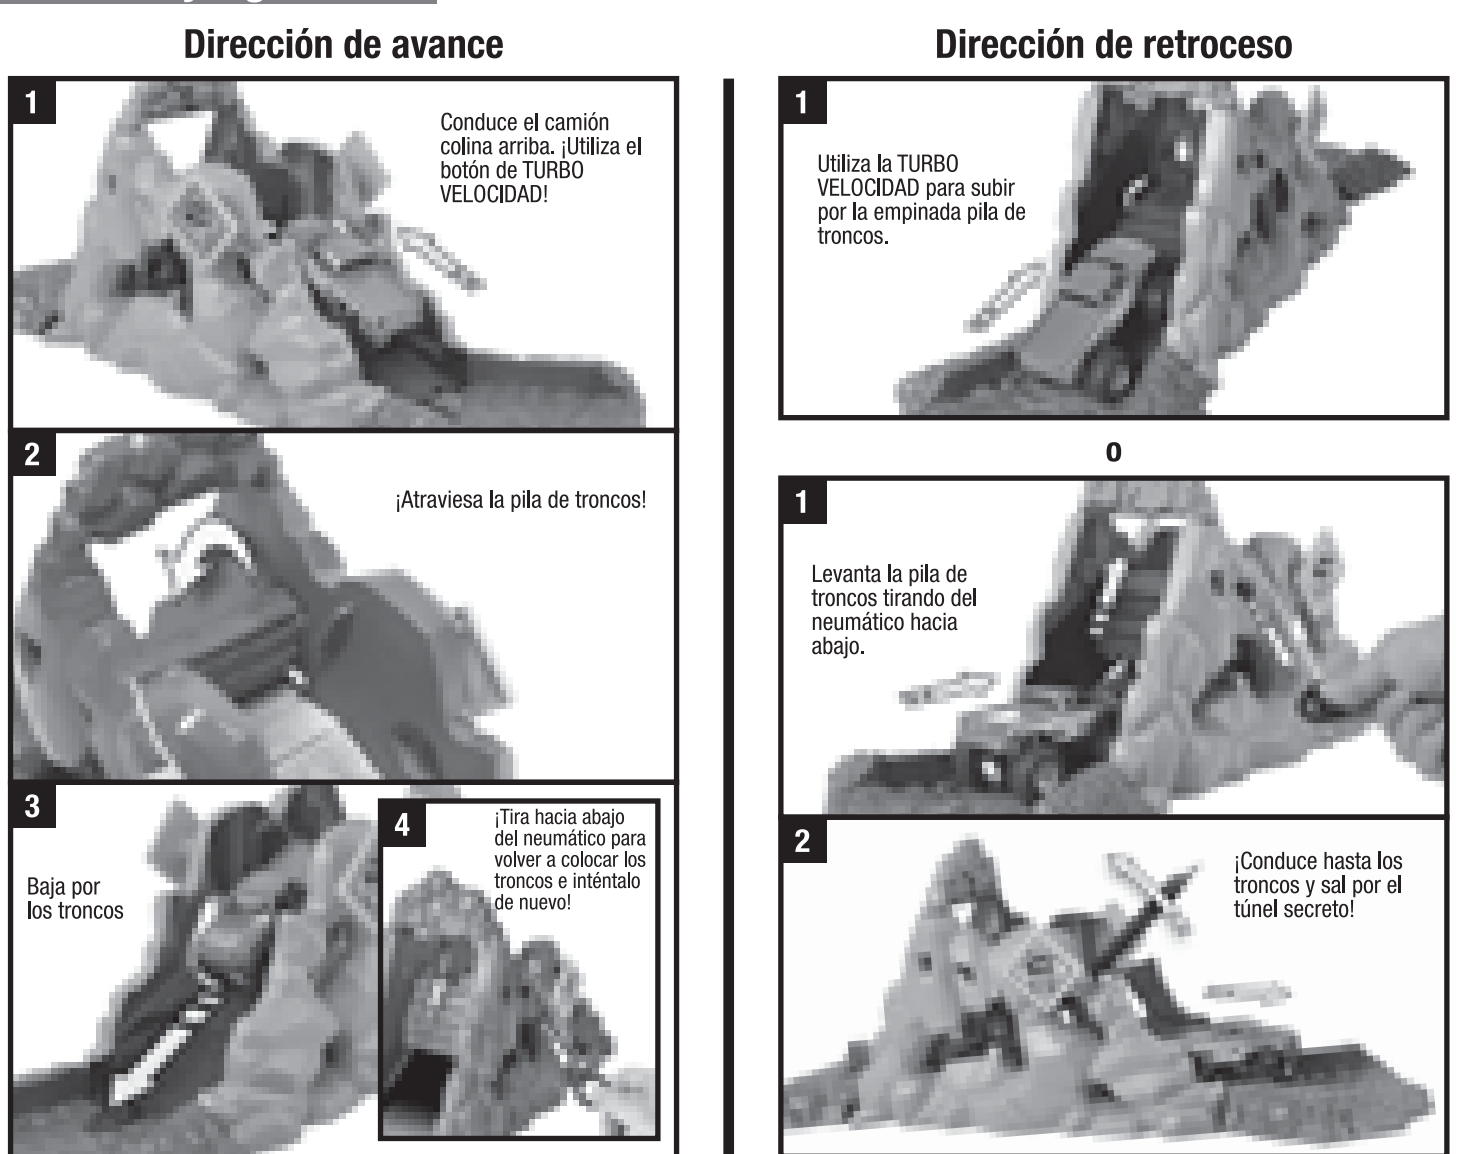 Dirección de avance
1
Conduce el camión
colina arriba. ¡Utiliza el
botón de TURBO
VELOCIDAD!
2
¡Atraviesa la pila de troncos!
3
Baja por
los troncos
4
¡Tira hacia abajo
del neumático para
volver a colocar los
troncos e inténtalo
de nuevo!
Dirección de retroceso
1
Utiliza la TURBO
VELOCIDAD para subir
por la empinada pila de
troncos.
o
1
Levanta la pila de
troncos tirando del
neumático hacia
abajo.
2
¡Conduce hasta los
troncos y sal por el
túnel secreto!